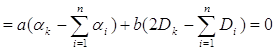 =a(α_k − ∑_{i=1}^{n} α_i) + b(2D_k − ∑_{i=1}^{n} D_i) = 0